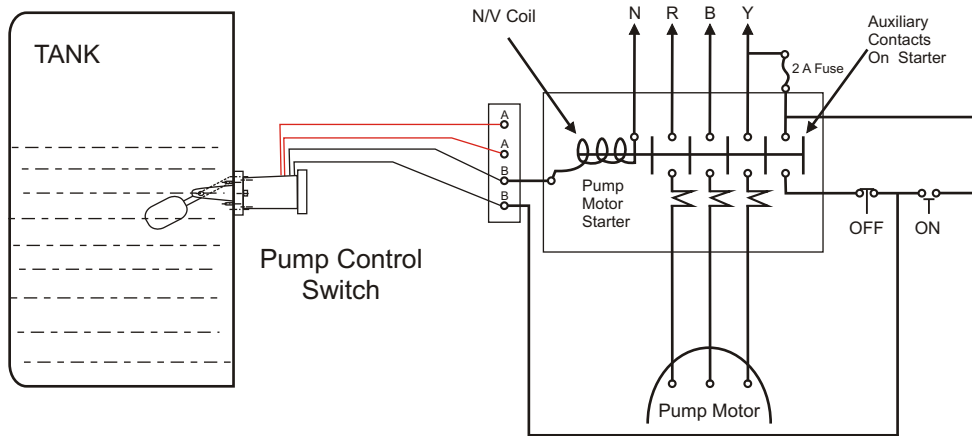 TANK
N/V Coil
N R B Y
Auxiliary
Contacts
On Starter
2 A Fuse
A
A
B
B
Pump
Motor
Starter
OFF
ON
Pump Control
Switch
Pump Motor